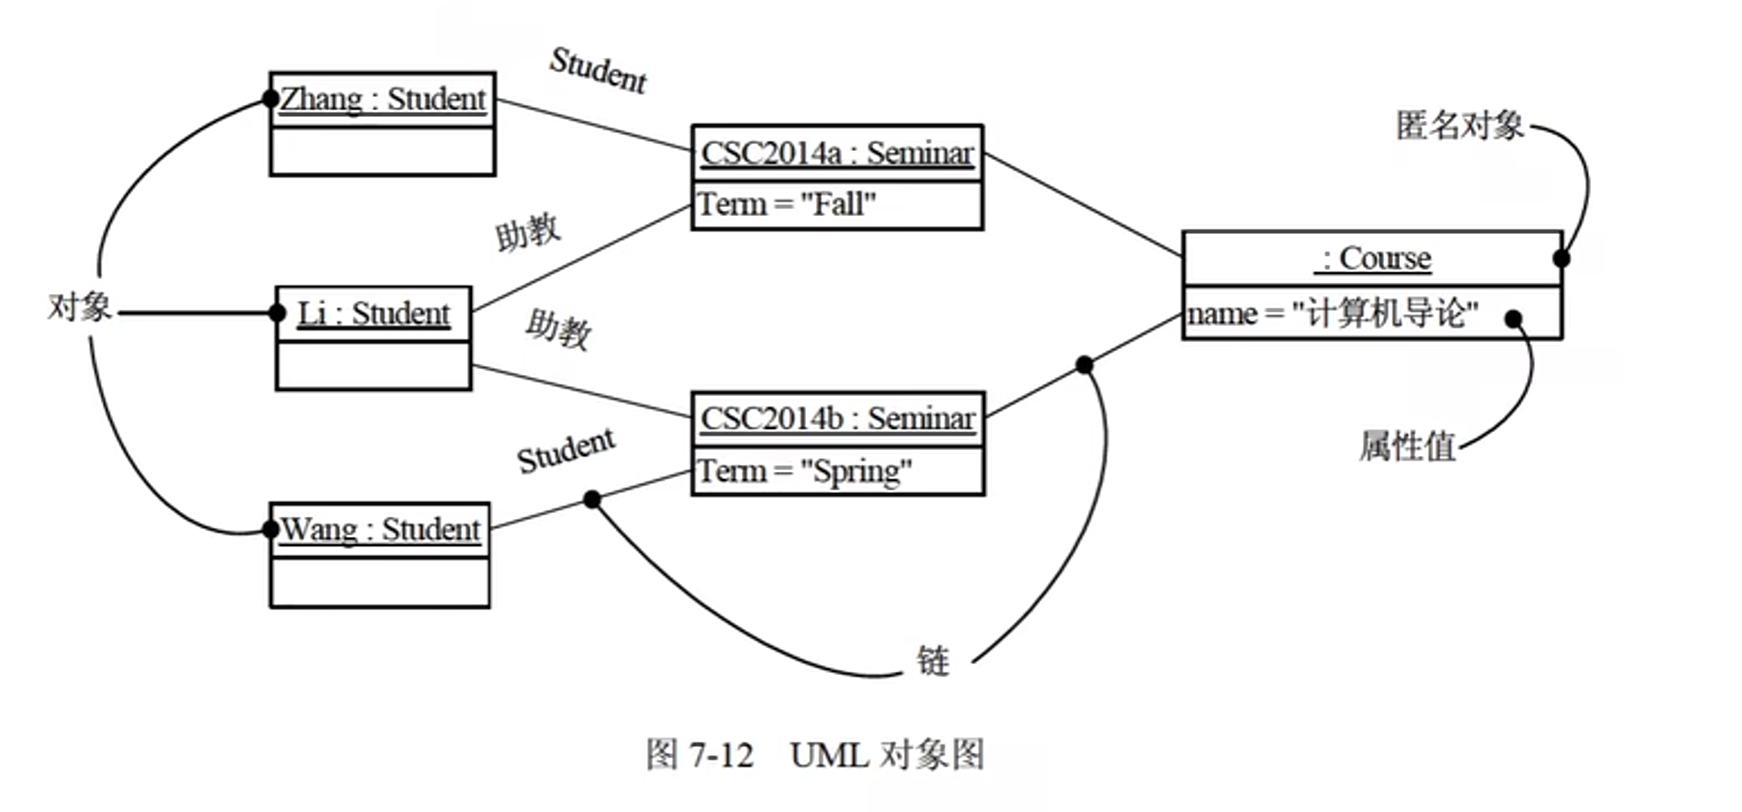 Student
Zhang : Student
匿名对象
CSC2014a : Seminar
Term = "Fall"
助教
: Course
name = "计算机导论"
对象
Li : Student
助教
CSC2014b : Seminar
Term = "Spring"
属性值
Student
Wang : Student
链
图 7-12 UML 对象图